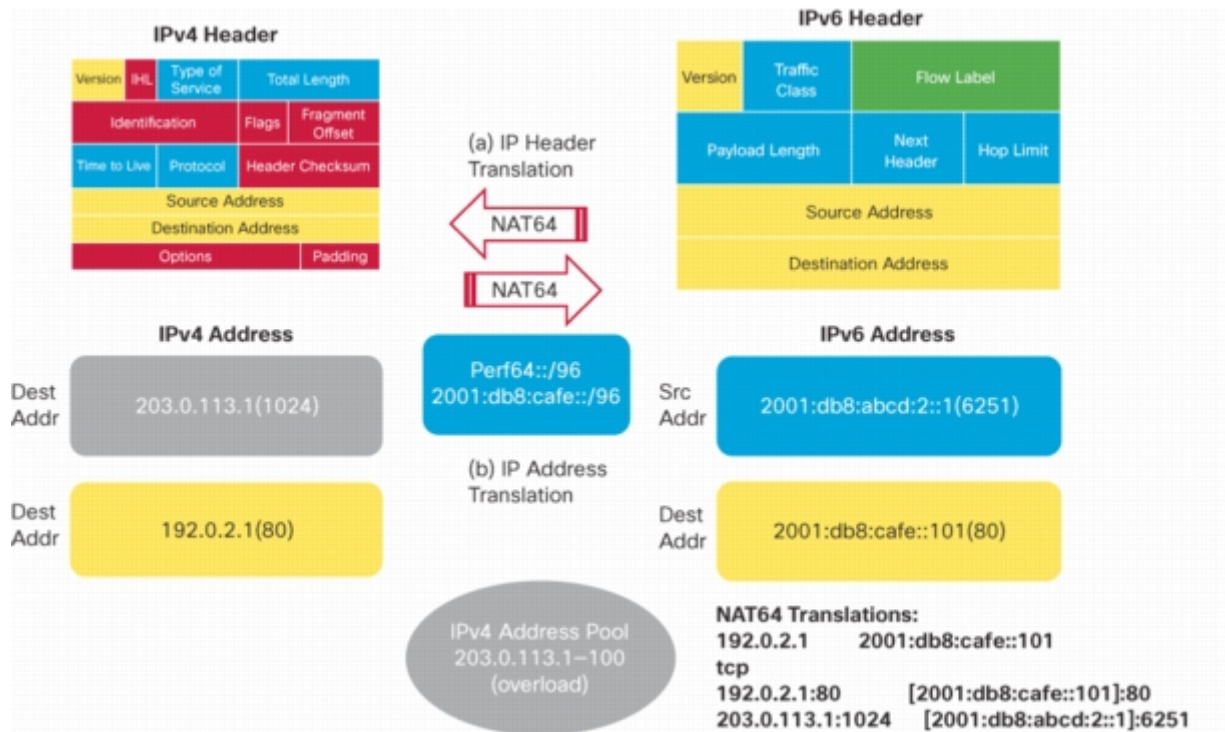 IPv4 Header
Version IHL Type of Service Total Length
Identification Flags Fragment Offset
Time to Live Protocol Header Checksum
Source Address
Destination Address
Options Padding
(a) IP Header
Translation
NAT64
NAT64
IPv6 Header
Version Traffic Class Flow Label
Payload Length Next Header Hop Limit
Source Address
Destination Address
IPv4 Address
Dest
Addr
203.0.113.1(1024)
Dest
Addr
192.0.2.1(80)
Perf64::/96
2001:db8:cafe::/96
(b) IP Address
Translation
IPv4 Address Pool
203.0.113.1–100
(overload)
IPv6 Address
Src
Addr
2001:db8:abcd:2::1(6251)
Dest
Addr
2001:db8:cafe::101(80)
NAT64 Translations:
192.0.2.1 2001:db8:cafe::101
tcp
192.0.2.1:80 [2001:db8:cafe::101]:80
203.0.113.1:1024 [2001:db8:abcd:2::1]:6251